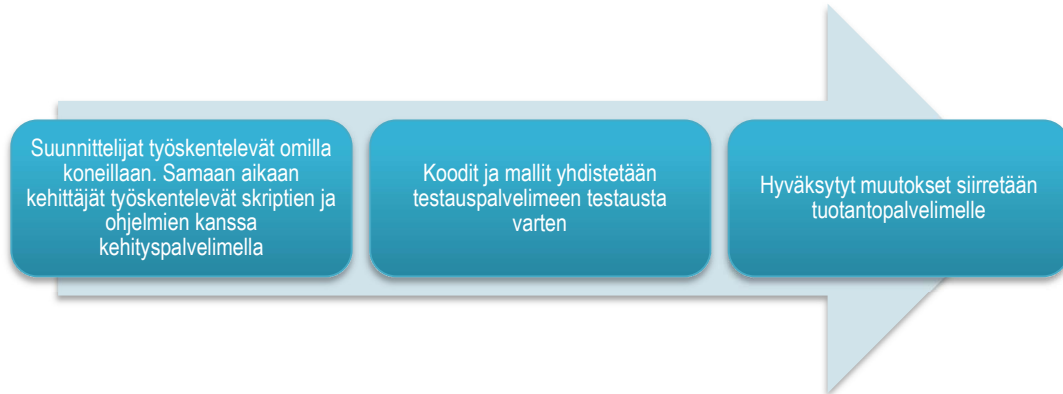 Suunnittelijat työskentelevät omilla
koneillaan. Samaan aikaan
kehittäjät työskentelevät skriptien ja
ohjelmien kanssa
kehityspalvelimella
Koodit ja mallit yhdistetään
testauspalvelimeen testausta
varten
Hyväksytyt muutokset siirretään
tuotantopalvelimelle